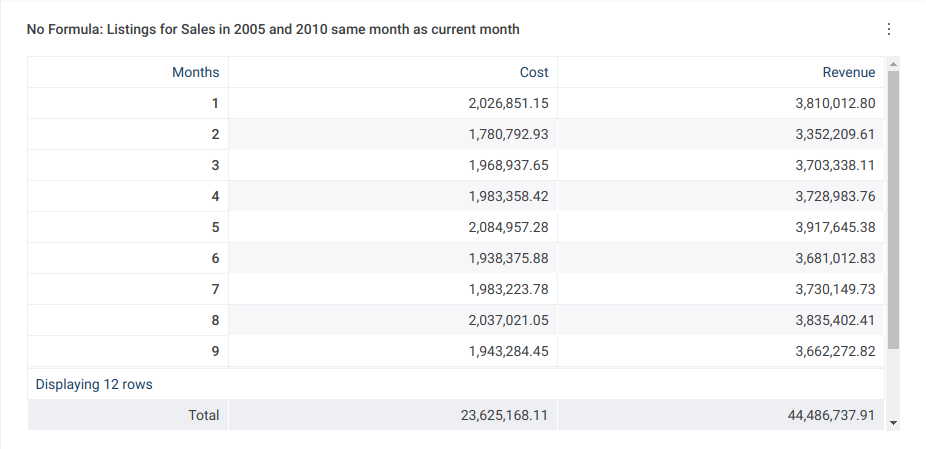 No Formula: Listings for Sales in 2005 and 2010 same month as current month
Months Cost Revenue
1 2,026,851.15 3,810,012.80
2 1,780,792.93 3,352,209.61
3 1,968,937.65 3,703,338.11
4 1,983,358.42 3,728,983.76
5 2,084,957.28 3,917,645.38
6 1,938,375.88 3,681,012.83
7 1,983,223.78 3,730,149.73
8 2,037,021.05 3,835,402.41
9 1,943,284.45 3,662,272.82
Displaying 12 rows
Total 23,625,168.11 44,486,737.91